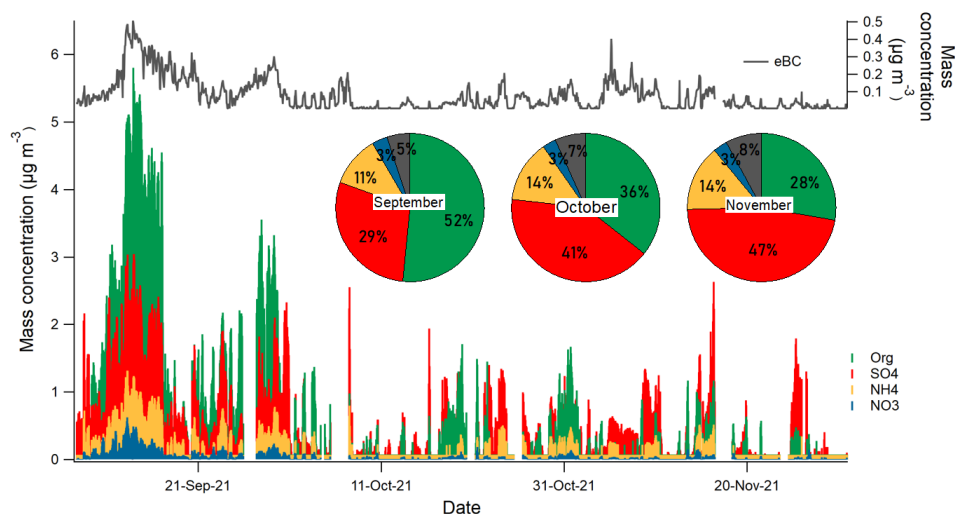 6
5
4
3
2
1
0
Mass concentration (µg m⁻³)
eBC
0.5
0.4
0.3
0.2
0.1
Mass
concentration
(µg m⁻³)
3%
5%
11%
September
29%
52%
3%
7%
14%
36%
October
41%
3%
8%
14%
28%
November
47%
Org
SO4
NH4
NO3
21-Sep-21
11-Oct-21
31-Oct-21
20-Nov-21
Date